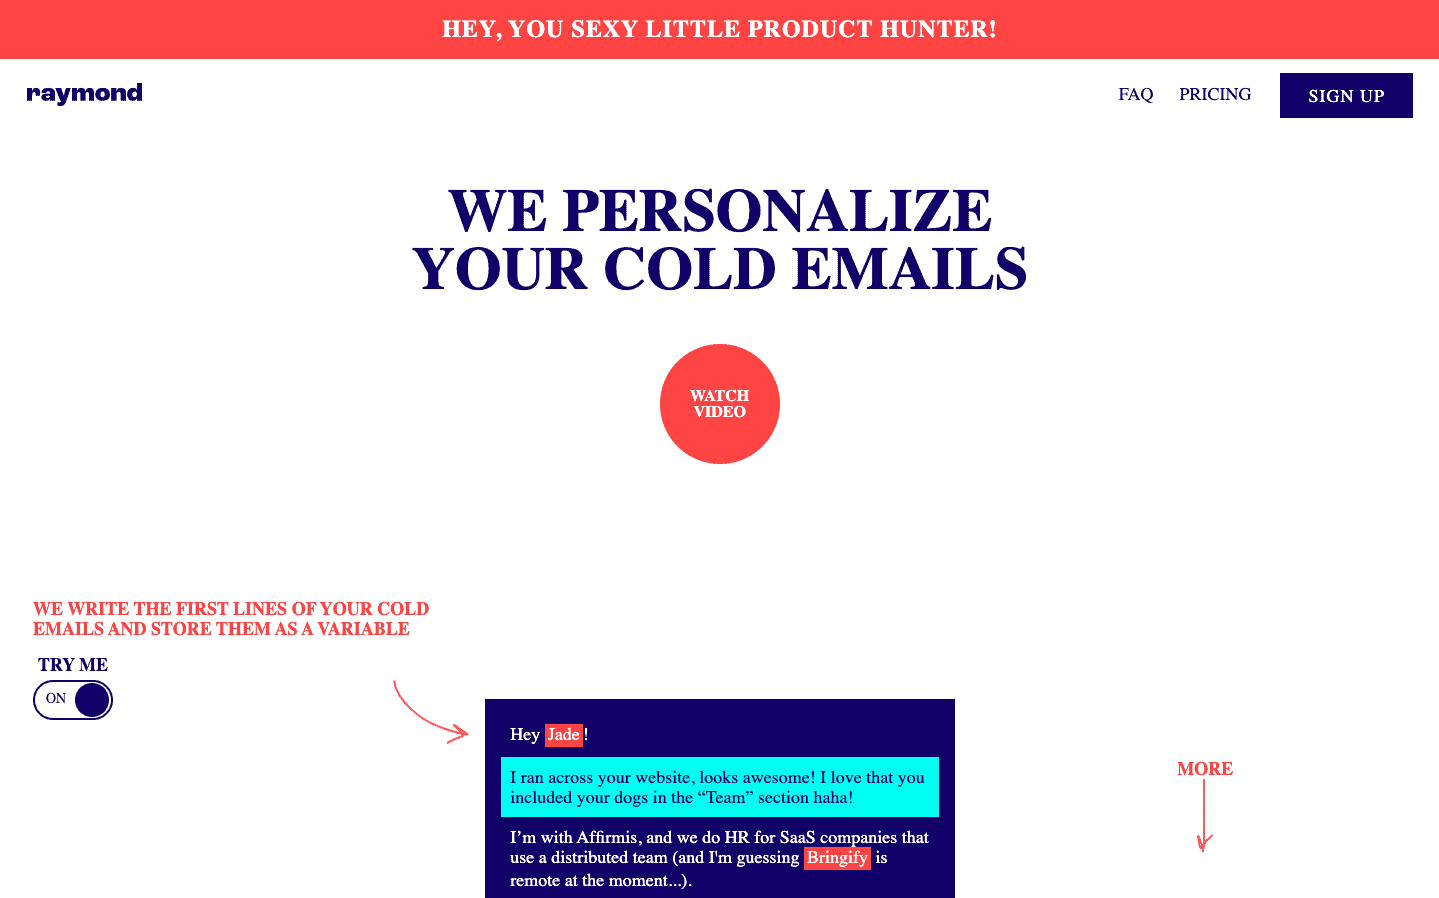 HEY, YOU SEXY LITTLE PRODUCT HUNTER!
raymond
FAQ
PRICING
SIGN UP
WE PERSONALIZE
YOUR COLD EMAILS
WATCH
VIDEO
WE WRITE THE FIRST LINES OF YOUR COLD
EMAILS AND STORE THEM AS A VARIABLE
TRY ME
ON
Hey Jade!
I ran across your website, looks awesome! I love that you
included your dogs in the “Team” section haha!
I’m with Affirmis, and we do HR for SaaS companies that
use a distributed team (and I'm guessing Bringify is
remote at the moment...).
MORE